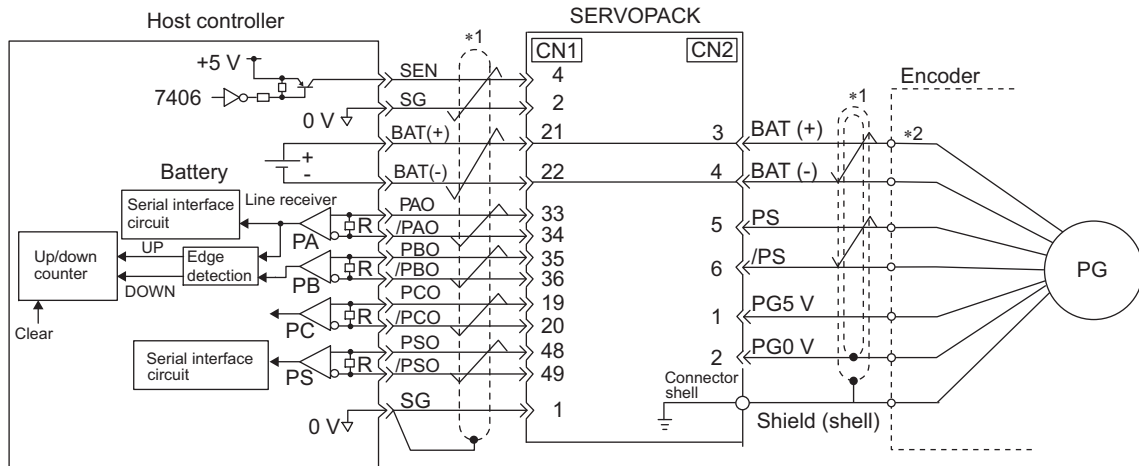 SERVOPACK
Host controller
*1
CN1
CN2
+5 V
SEN
4
7406
SG
2
0 V
Encoder
*1
BAT(+)
21
3
BAT (+)
*2
+
-
BAT(-)
22
4
BAT (-)
Battery
Serial interface
circuit
Line receiver
PAO
33
R
PA
/PAO
34
5
PS
Up/down
counter
UP
DOWN
Edge
detection
PBO
35
R
PB
/PBO
36
6
/PS
PG
Clear
PCO
19
PC
R
/PCO
20
1
PG5 V
Serial interface
circuit
PSO
48
PS
R
/PSO
49
2
PG0 V
Connector
shell
SG
1
0 V
Shield (shell)